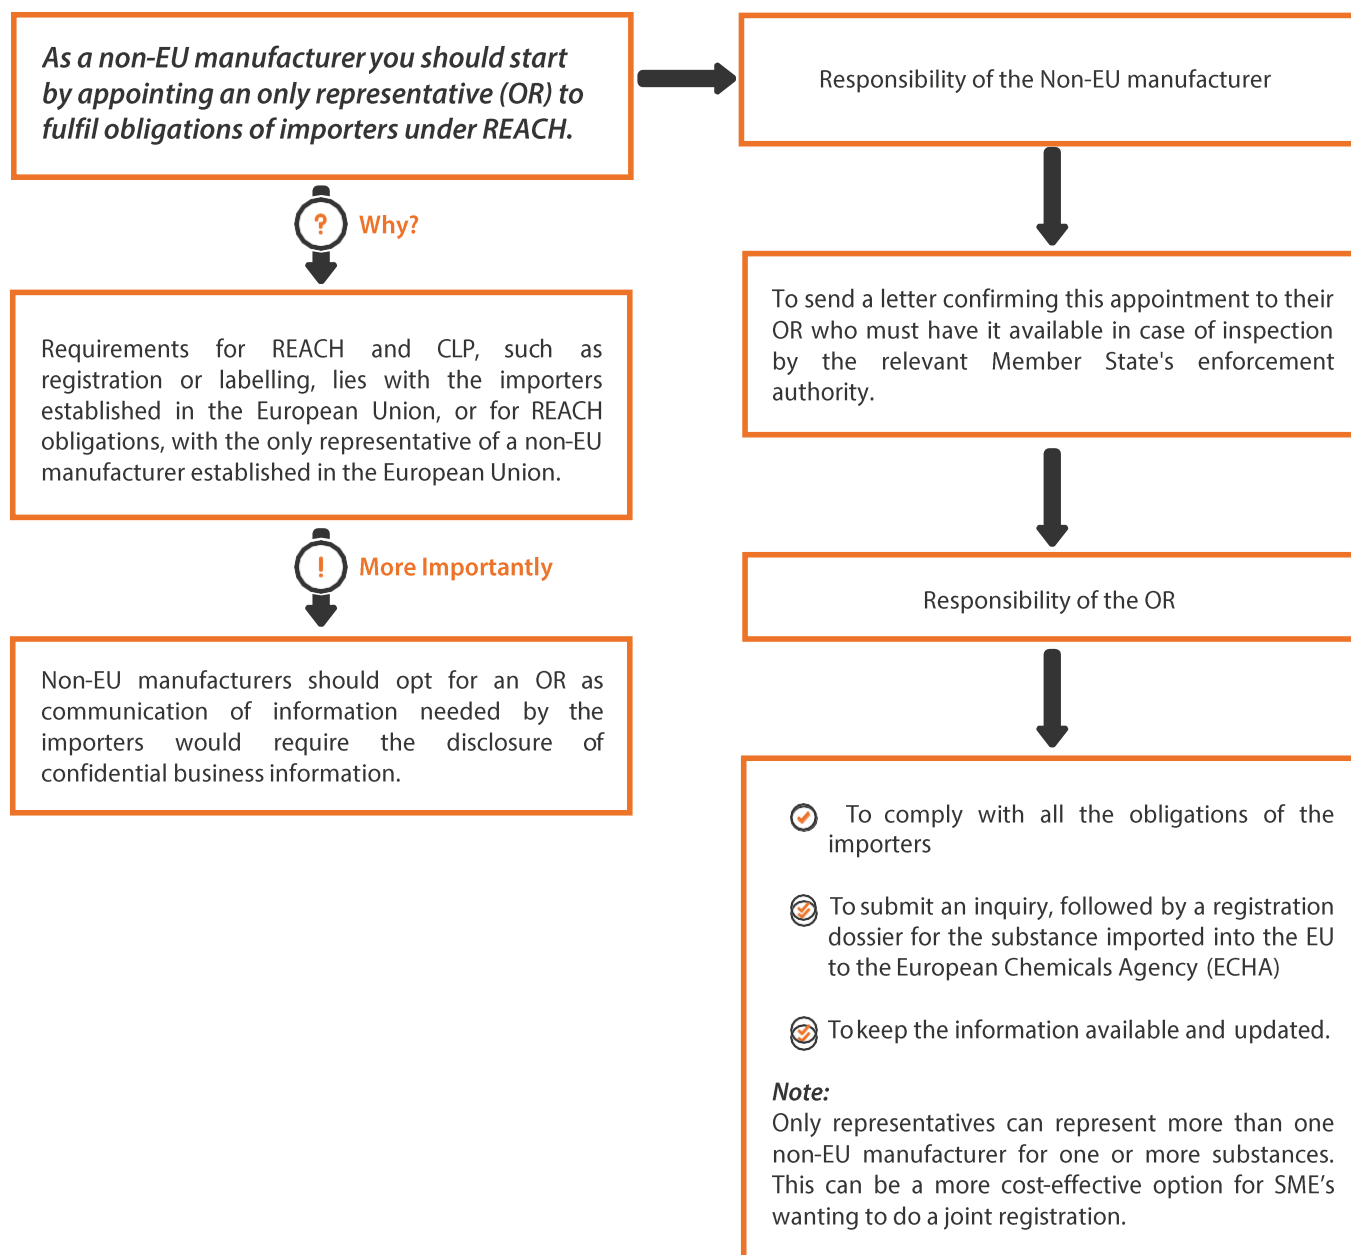 As a non-EU manufacturer you should start
by appointing an only representative (OR) to
fulfil obligations of importers under REACH.
?
Why?
Requirements for REACH and CLP, such as
registration or labelling, lies with the importers
established in the European Union, or for REACH
obligations, with the only representative of a non-EU
manufacturer established in the European Union.
!
More Importantly
Non-EU manufacturers should opt for an OR as
communication of information needed by the
importers would require the disclosure of
confidential business information.
Responsibility of the Non-EU manufacturer
To send a letter confirming this appointment to their
OR who must have it available in case of inspection
by the relevant Member State's enforcement
authority.
Responsibility of the OR
To comply with all the obligations of the
importers
To submit an inquiry, followed by a registration
dossier for the substance imported into the EU
to the European Chemicals Agency (ECHA)
To keep the information available and updated.
Note:
Only representatives can represent more than one
non-EU manufacturer for one or more substances.
This can be a more cost-effective option for SME's
wanting to do a joint registration.